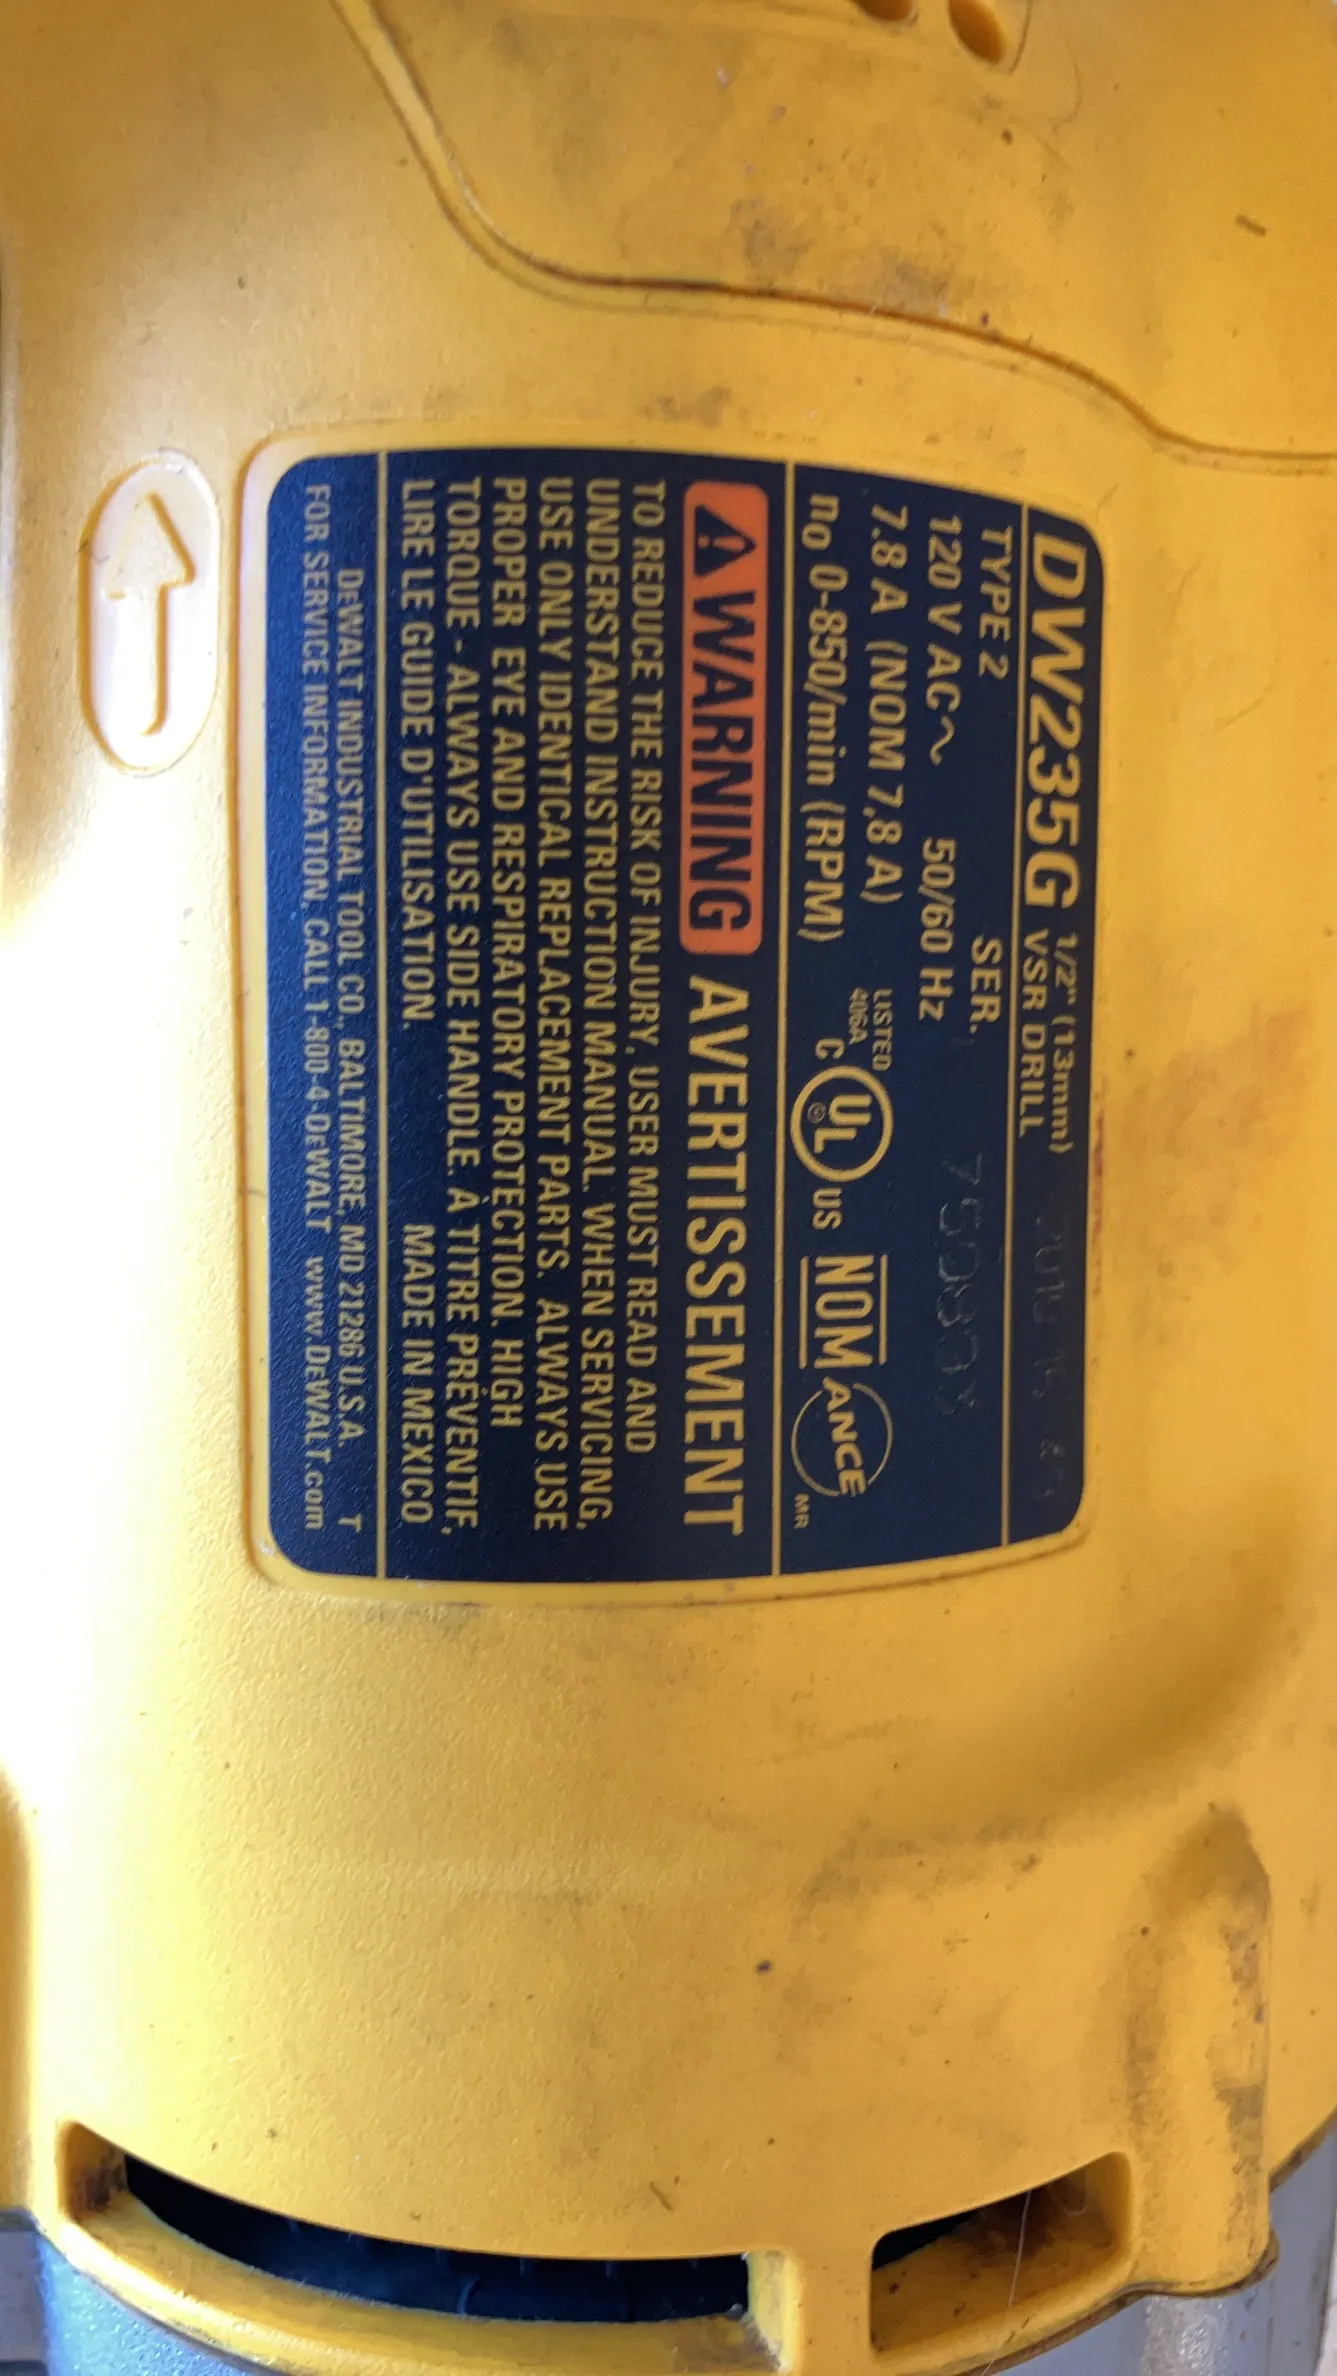 DW235G 1/2" (13mm)
VSR DRILL
TYPE 2 SER.
120 V AC~ 50/60 Hz
7.8 A (NOM 7,8 A)
no 0-850/min (RPM)
LISTED
406A
C UL US NOM ANCE MR
WARNING AVERTISSEMENT
TO REDUCE THE RISK OF INJURY, USER MUST READ AND
UNDERSTAND INSTRUCTION MANUAL. WHEN SERVICING,
USE ONLY IDENTICAL REPLACEMENT PARTS. ALWAYS USE
PROPER EYE AND RESPIRATORY PROTECTION. HIGH
TORQUE - ALWAYS USE SIDE HANDLE. À TITRE PRÉVENTIF,
LIRE LE GUIDE D'UTILISATION. MADE IN MEXICO
DEWALT INDUSTRIAL TOOL CO., BALTIMORE, MD 21286 U.S.A. T
FOR SERVICE INFORMATION, CALL 1-800-4-DEWALT www.DEWALT.com